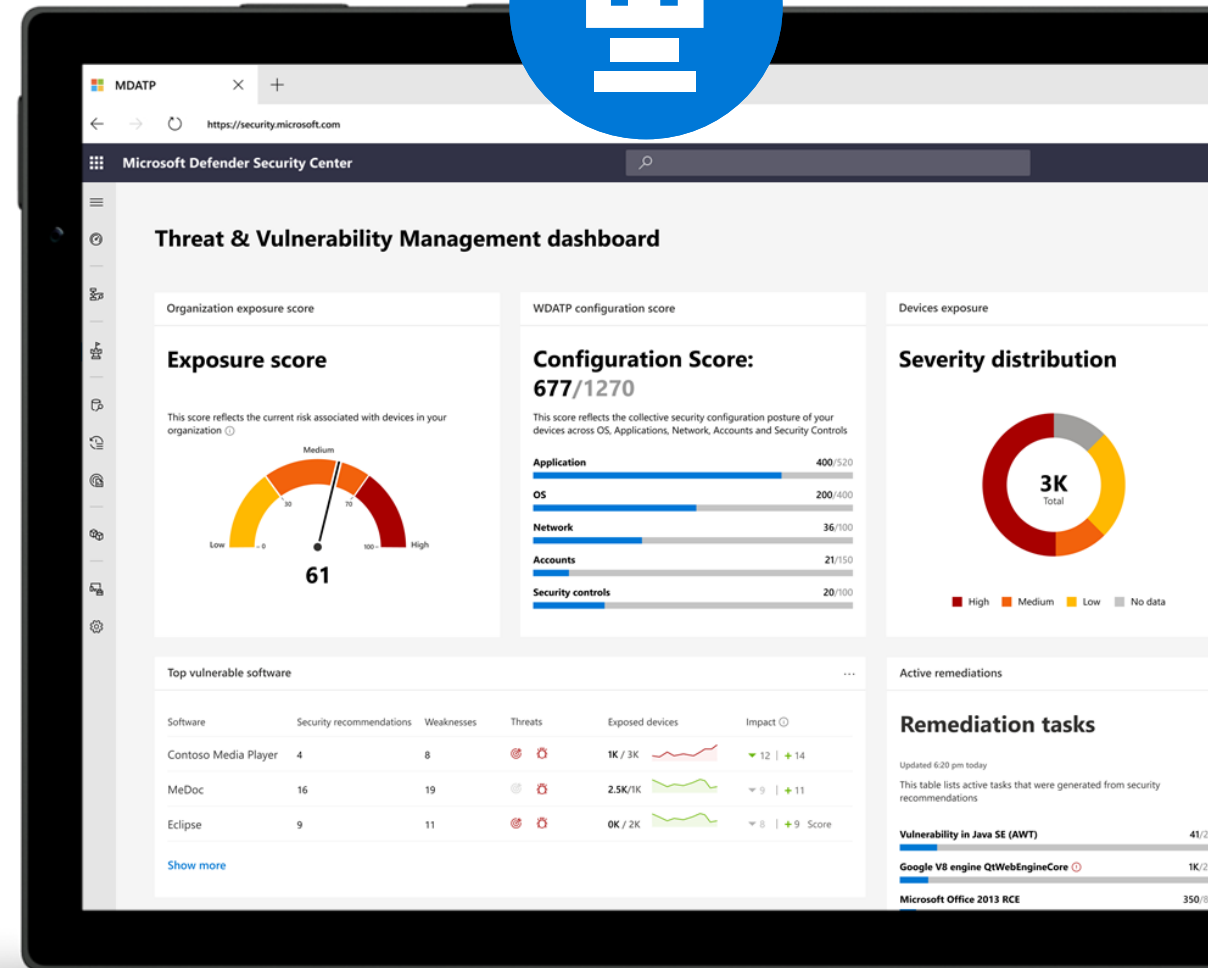 MDATP
https://security.microsoft.com
Microsoft Defender Security Center
Threat & Vulnerability Management dashboard
Organization exposure score
Exposure score
This score reflects the current risk associated with devices in your
organization
Medium
30
70
Low
0
100
High
61
WDATP configuration score
Configuration Score:
677/1270
This score reflects the collective security configuration posture of your
devices across OS, Applications, Network, Accounts and Security Controls
Application 400/520
OS 200/400
Network 36/100
Accounts 21/150
Security controls 20/100
Devices exposure
Severity distribution
3K
Total
High Medium Low No data
Top vulnerable software ...
Software Security recommendations Weaknesses Threats Exposed devices Impact
Contoso Media Player 4 8 1K / 3K 12 | + 14
MeDoc 16 19 2.5K/1K 9 | + 11
Eclipse 9 11 0K / 2K 8 | + 9 Score
Show more
Active remediations
Remediation tasks
Updated 6:20 pm today
This table lists active tasks that were generated from security
recommendations
Vulnerability in Java SE (AWT) 41/2
Google V8 engine QtWebEngineCore 1K/2
Microsoft Office 2013 RCE 350/8